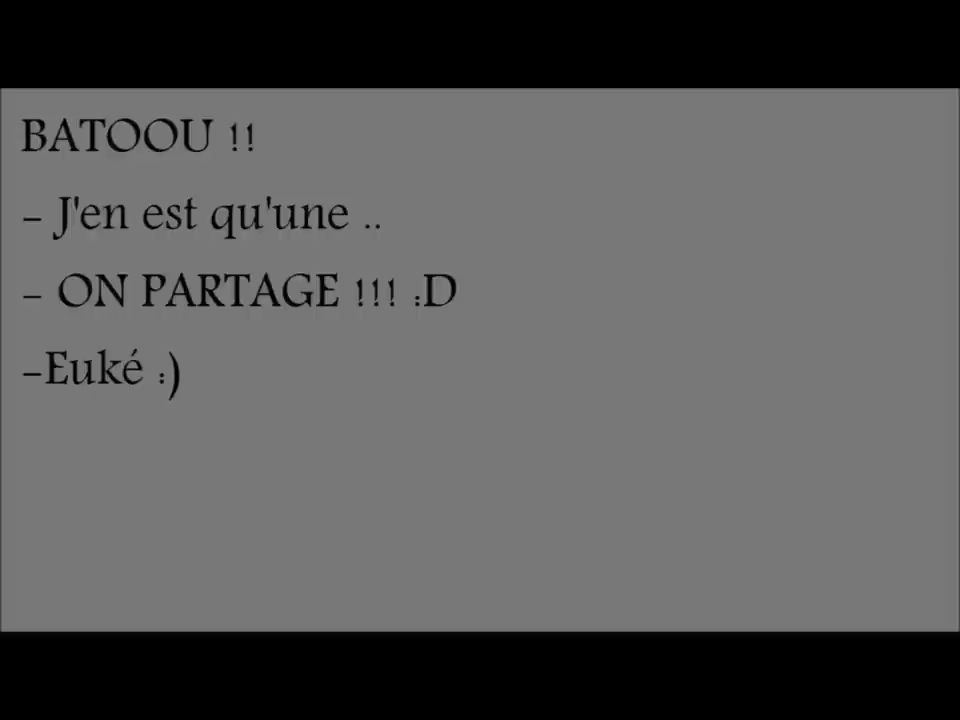 BATOOU !!
- J'en est qu'une ..
- ON PARTAGE !!! :D
-Euké :)